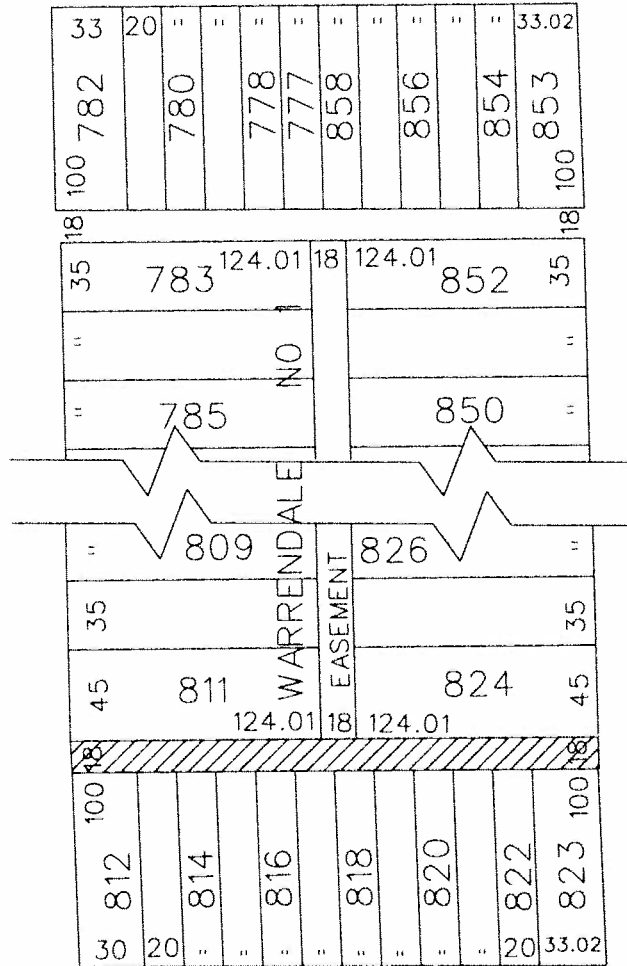 33 20 " " " " " " " " " 33.02
782 780 778 777 858 856 854 853
100 100
18 18
35 783 124.01 18 124.01 852 35
" "
" 785 850 "
" 809 826 "
35 35
45 811 824 45
124.01 18 124.01
WARRENDALE NO 1
EASEMENT
18 18
100 100
812 814 816 818 820 822 823
30 20 " " " " " " " " 20 33.02